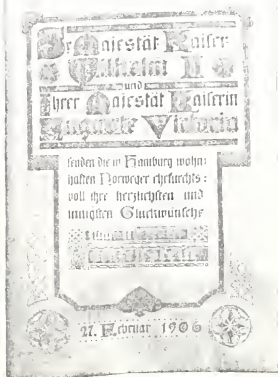 Sr Majestät Kaiser
Wilhelm II
und
Ihrer Majestät Kaiserin
Auguste Victoria
senden die in Hamburg wohn:
haften Norweger ehrfurchts:
voll ihre herzlichsten und
innigsten Glückwünsche
27. Februar 1906